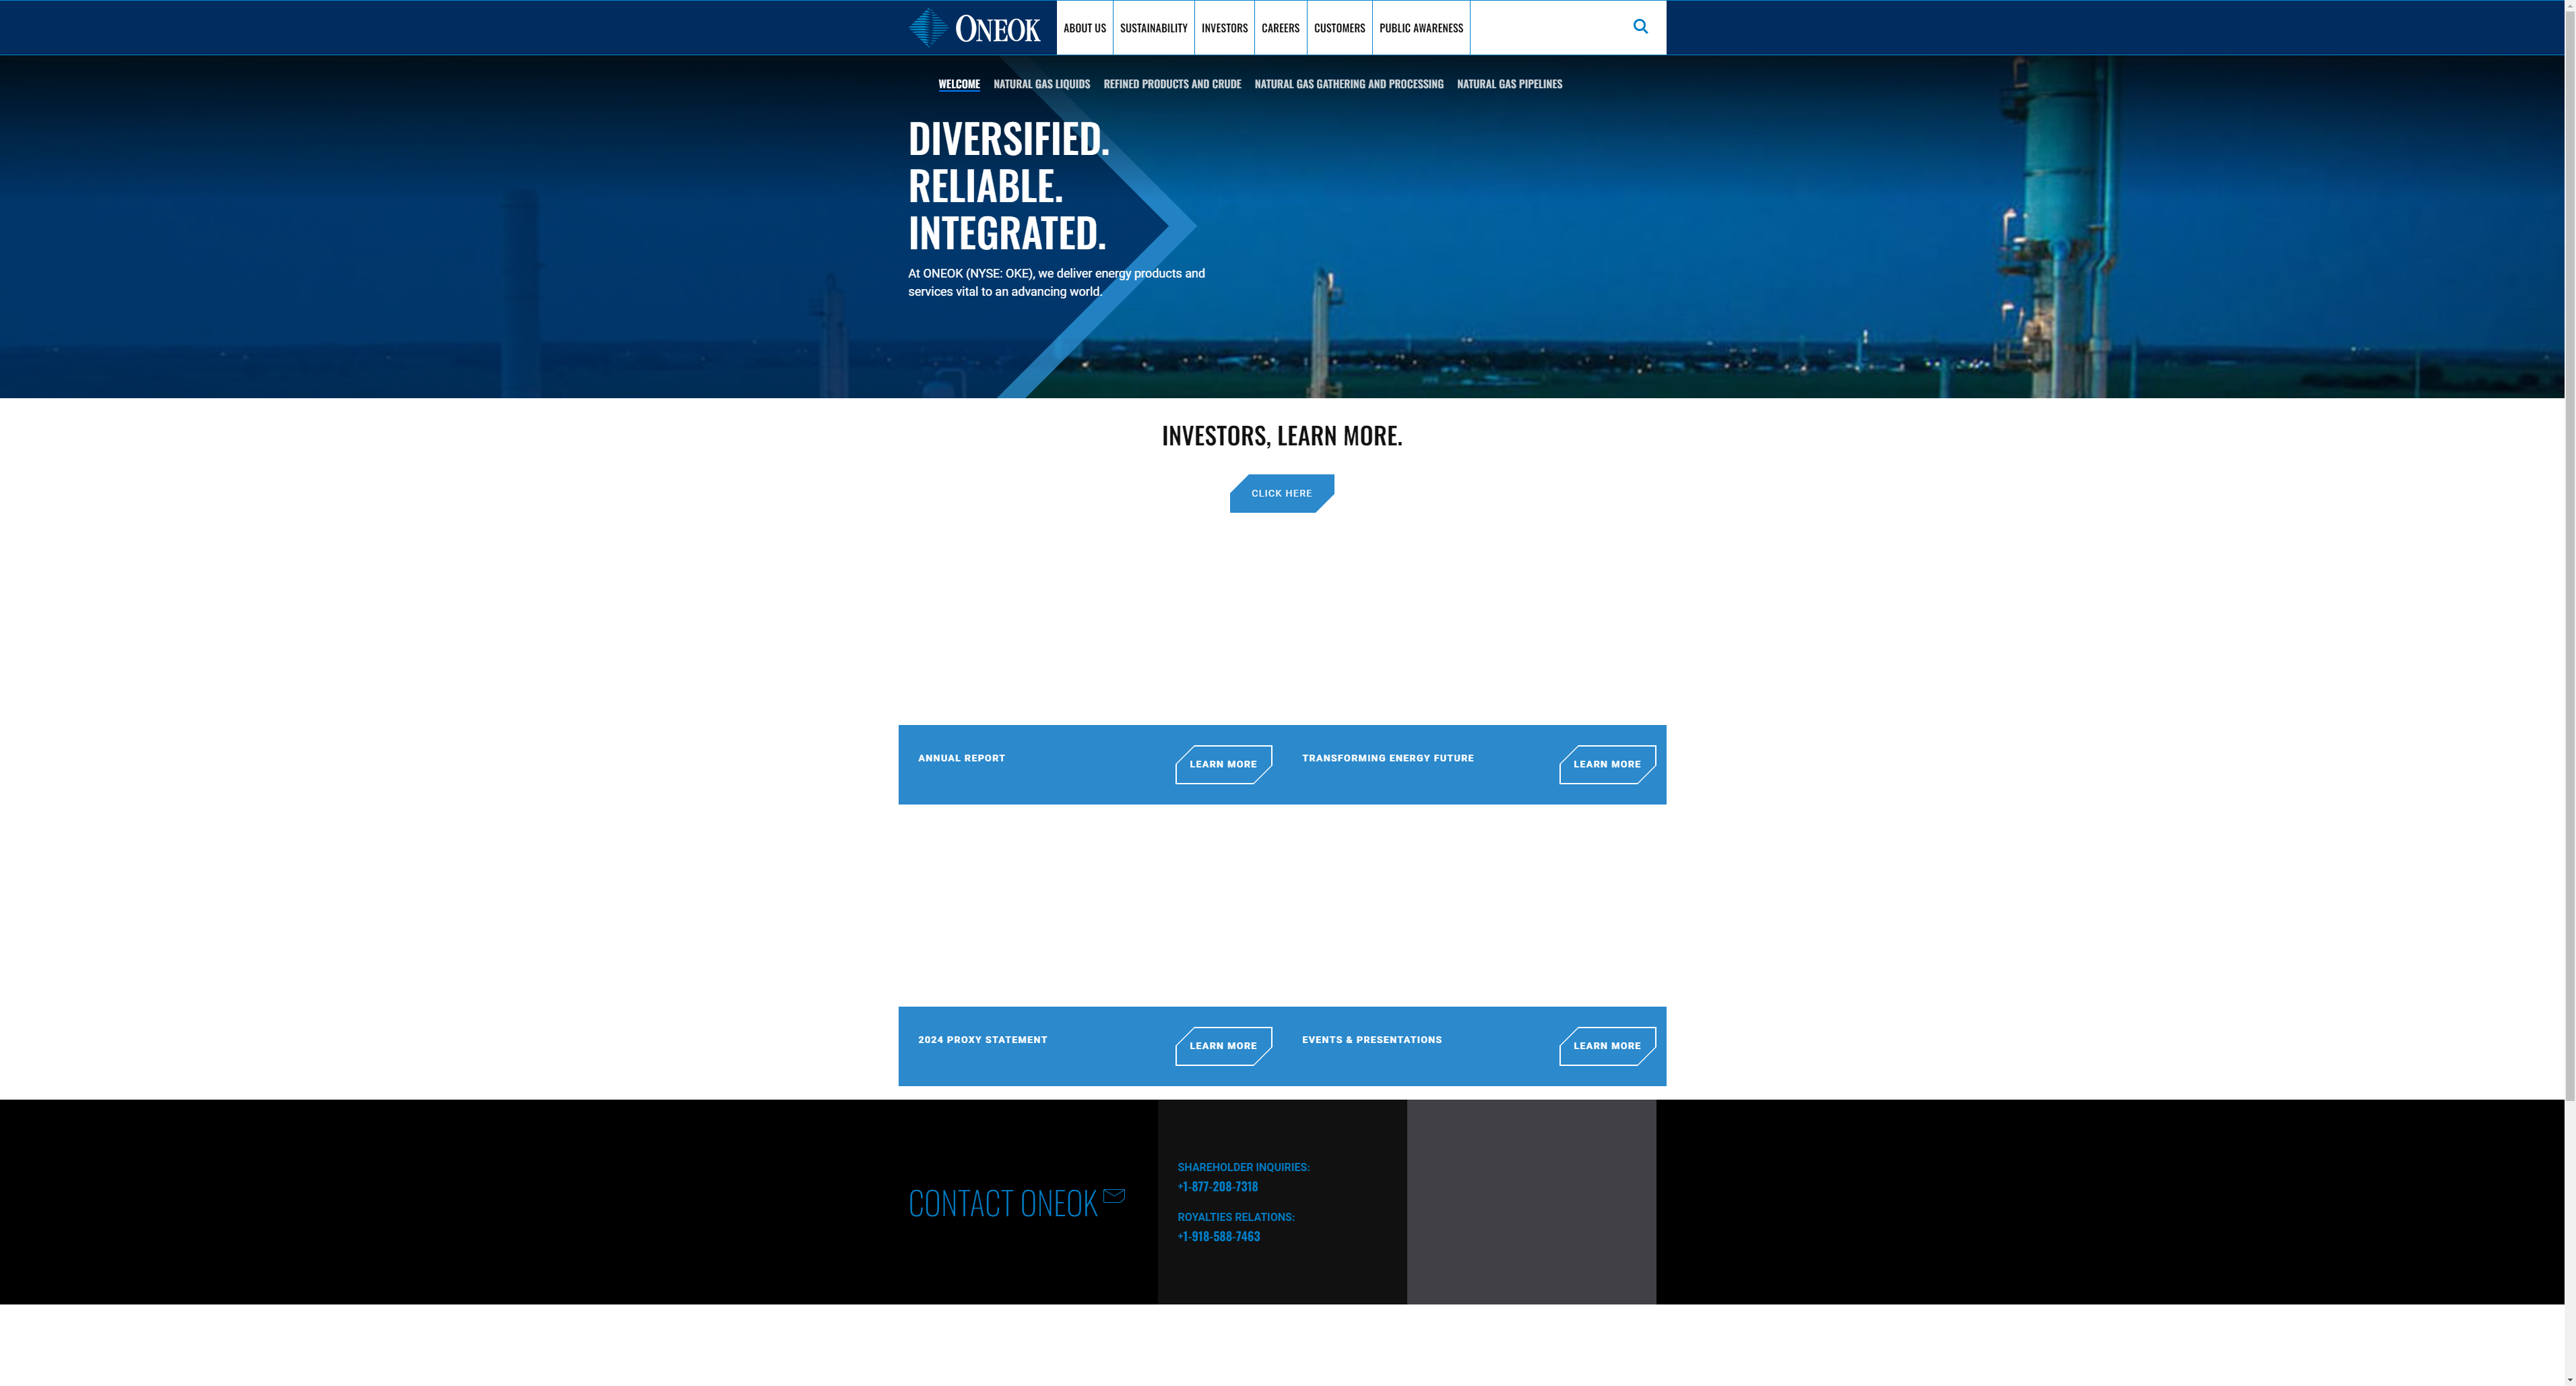 ONEOK
ABOUT US
SUSTAINABILITY
INVESTORS
CAREERS
CUSTOMERS
PUBLIC AWARENESS
WELCOME
NATURAL GAS LIQUIDS
REFINED PRODUCTS AND CRUDE
NATURAL GAS GATHERING AND PROCESSING
NATURAL GAS PIPELINES
DIVERSIFIED.
RELIABLE.
INTEGRATED.
At ONEOK (NYSE: OKE), we deliver energy products and
services vital to an advancing world.
INVESTORS, LEARN MORE.
CLICK HERE
ANNUAL REPORT
LEARN MORE
TRANSFORMING ENERGY FUTURE
LEARN MORE
2024 PROXY STATEMENT
LEARN MORE
EVENTS & PRESENTATIONS
LEARN MORE
CONTACT ONEOK
SHAREHOLDER INQUIRIES:
+1-877-208-7318
ROYALTIES RELATIONS:
+1-918-588-7463